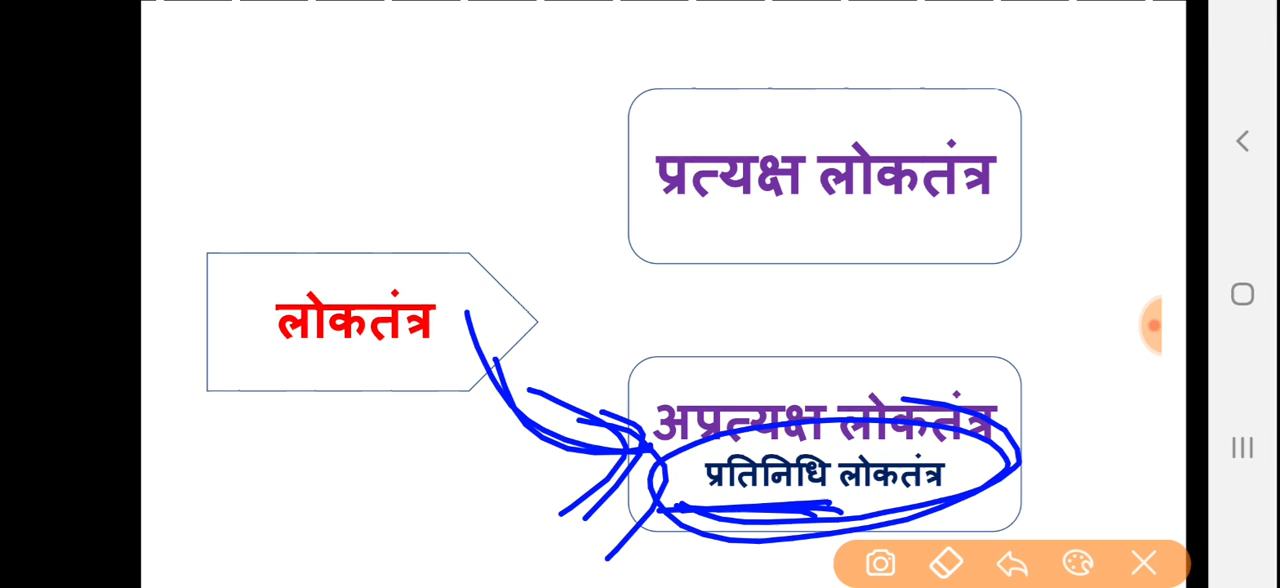 प्रत्यक्ष लोकतंत्र
लोकतंत्र
अप्रत्यक्ष लोकतंत्र
प्रतिनिधि लोकतंत्र